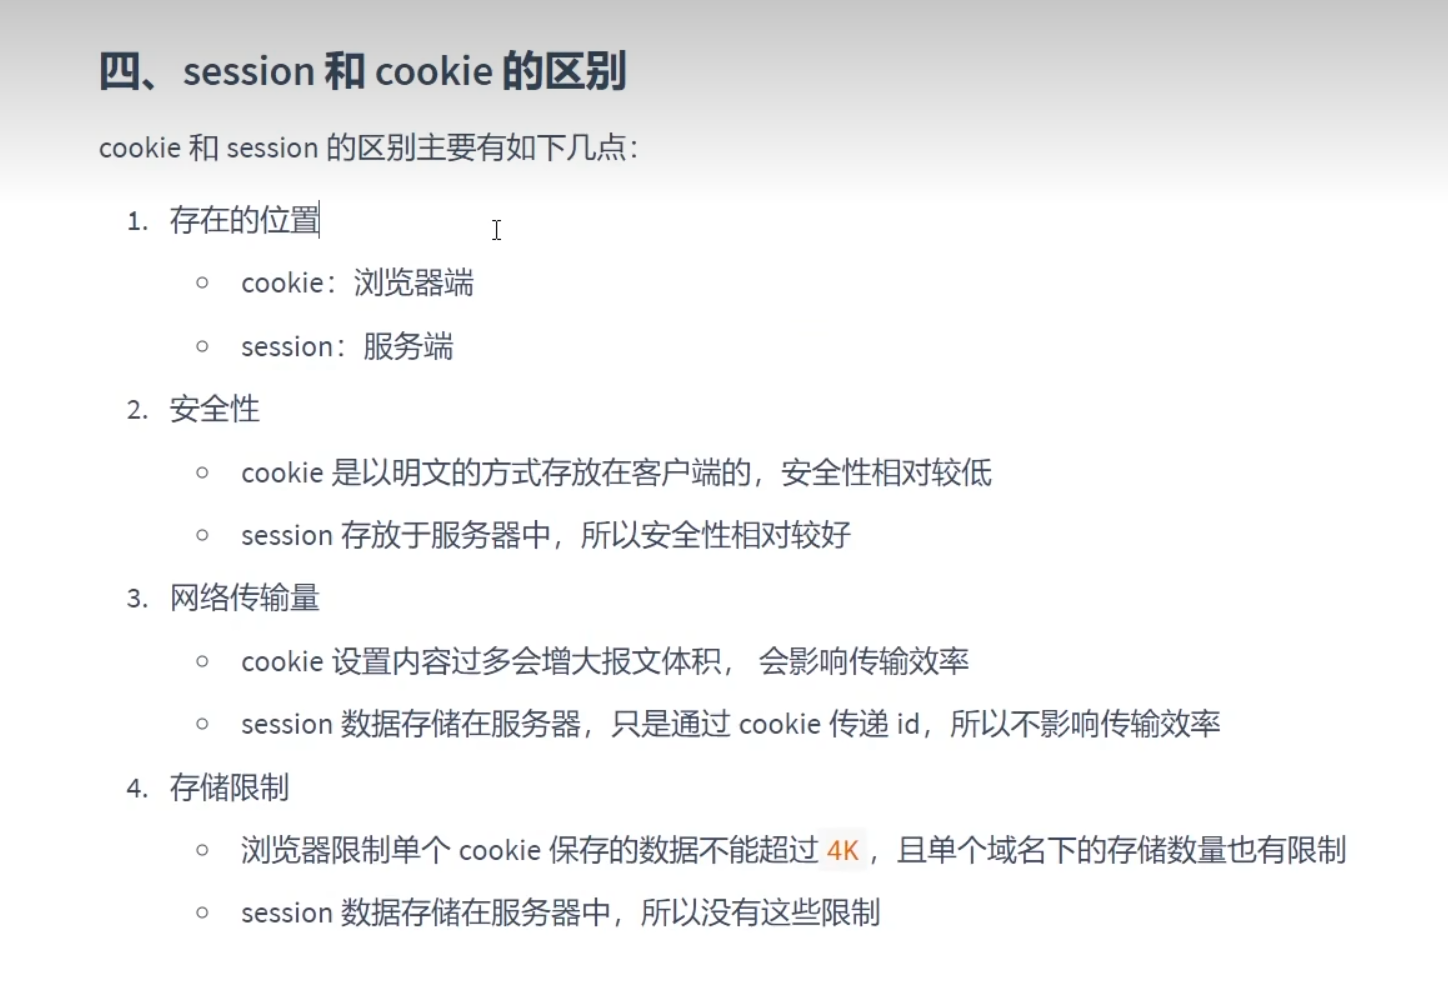 四、session 和 cookie 的区别
cookie 和 session 的区别主要有如下几点：
1. 存在的位置
○ cookie：浏览器端
○ session：服务端
2. 安全性
○ cookie 是以明文的方式存放在客户端的，安全性相对较低
○ session 存放于服务器中，所以安全性相对较好
3. 网络传输量
○ cookie 设置内容过多会增大报文体积， 会影响传输效率
○ session 数据存储在服务器，只是通过 cookie 传递 id，所以不影响传输效率
4. 存储限制
○ 浏览器限制单个 cookie 保存的数据不能超过 4K ，且单个域名下的存储数量也有限制
○ session 数据存储在服务器中，所以没有这些限制